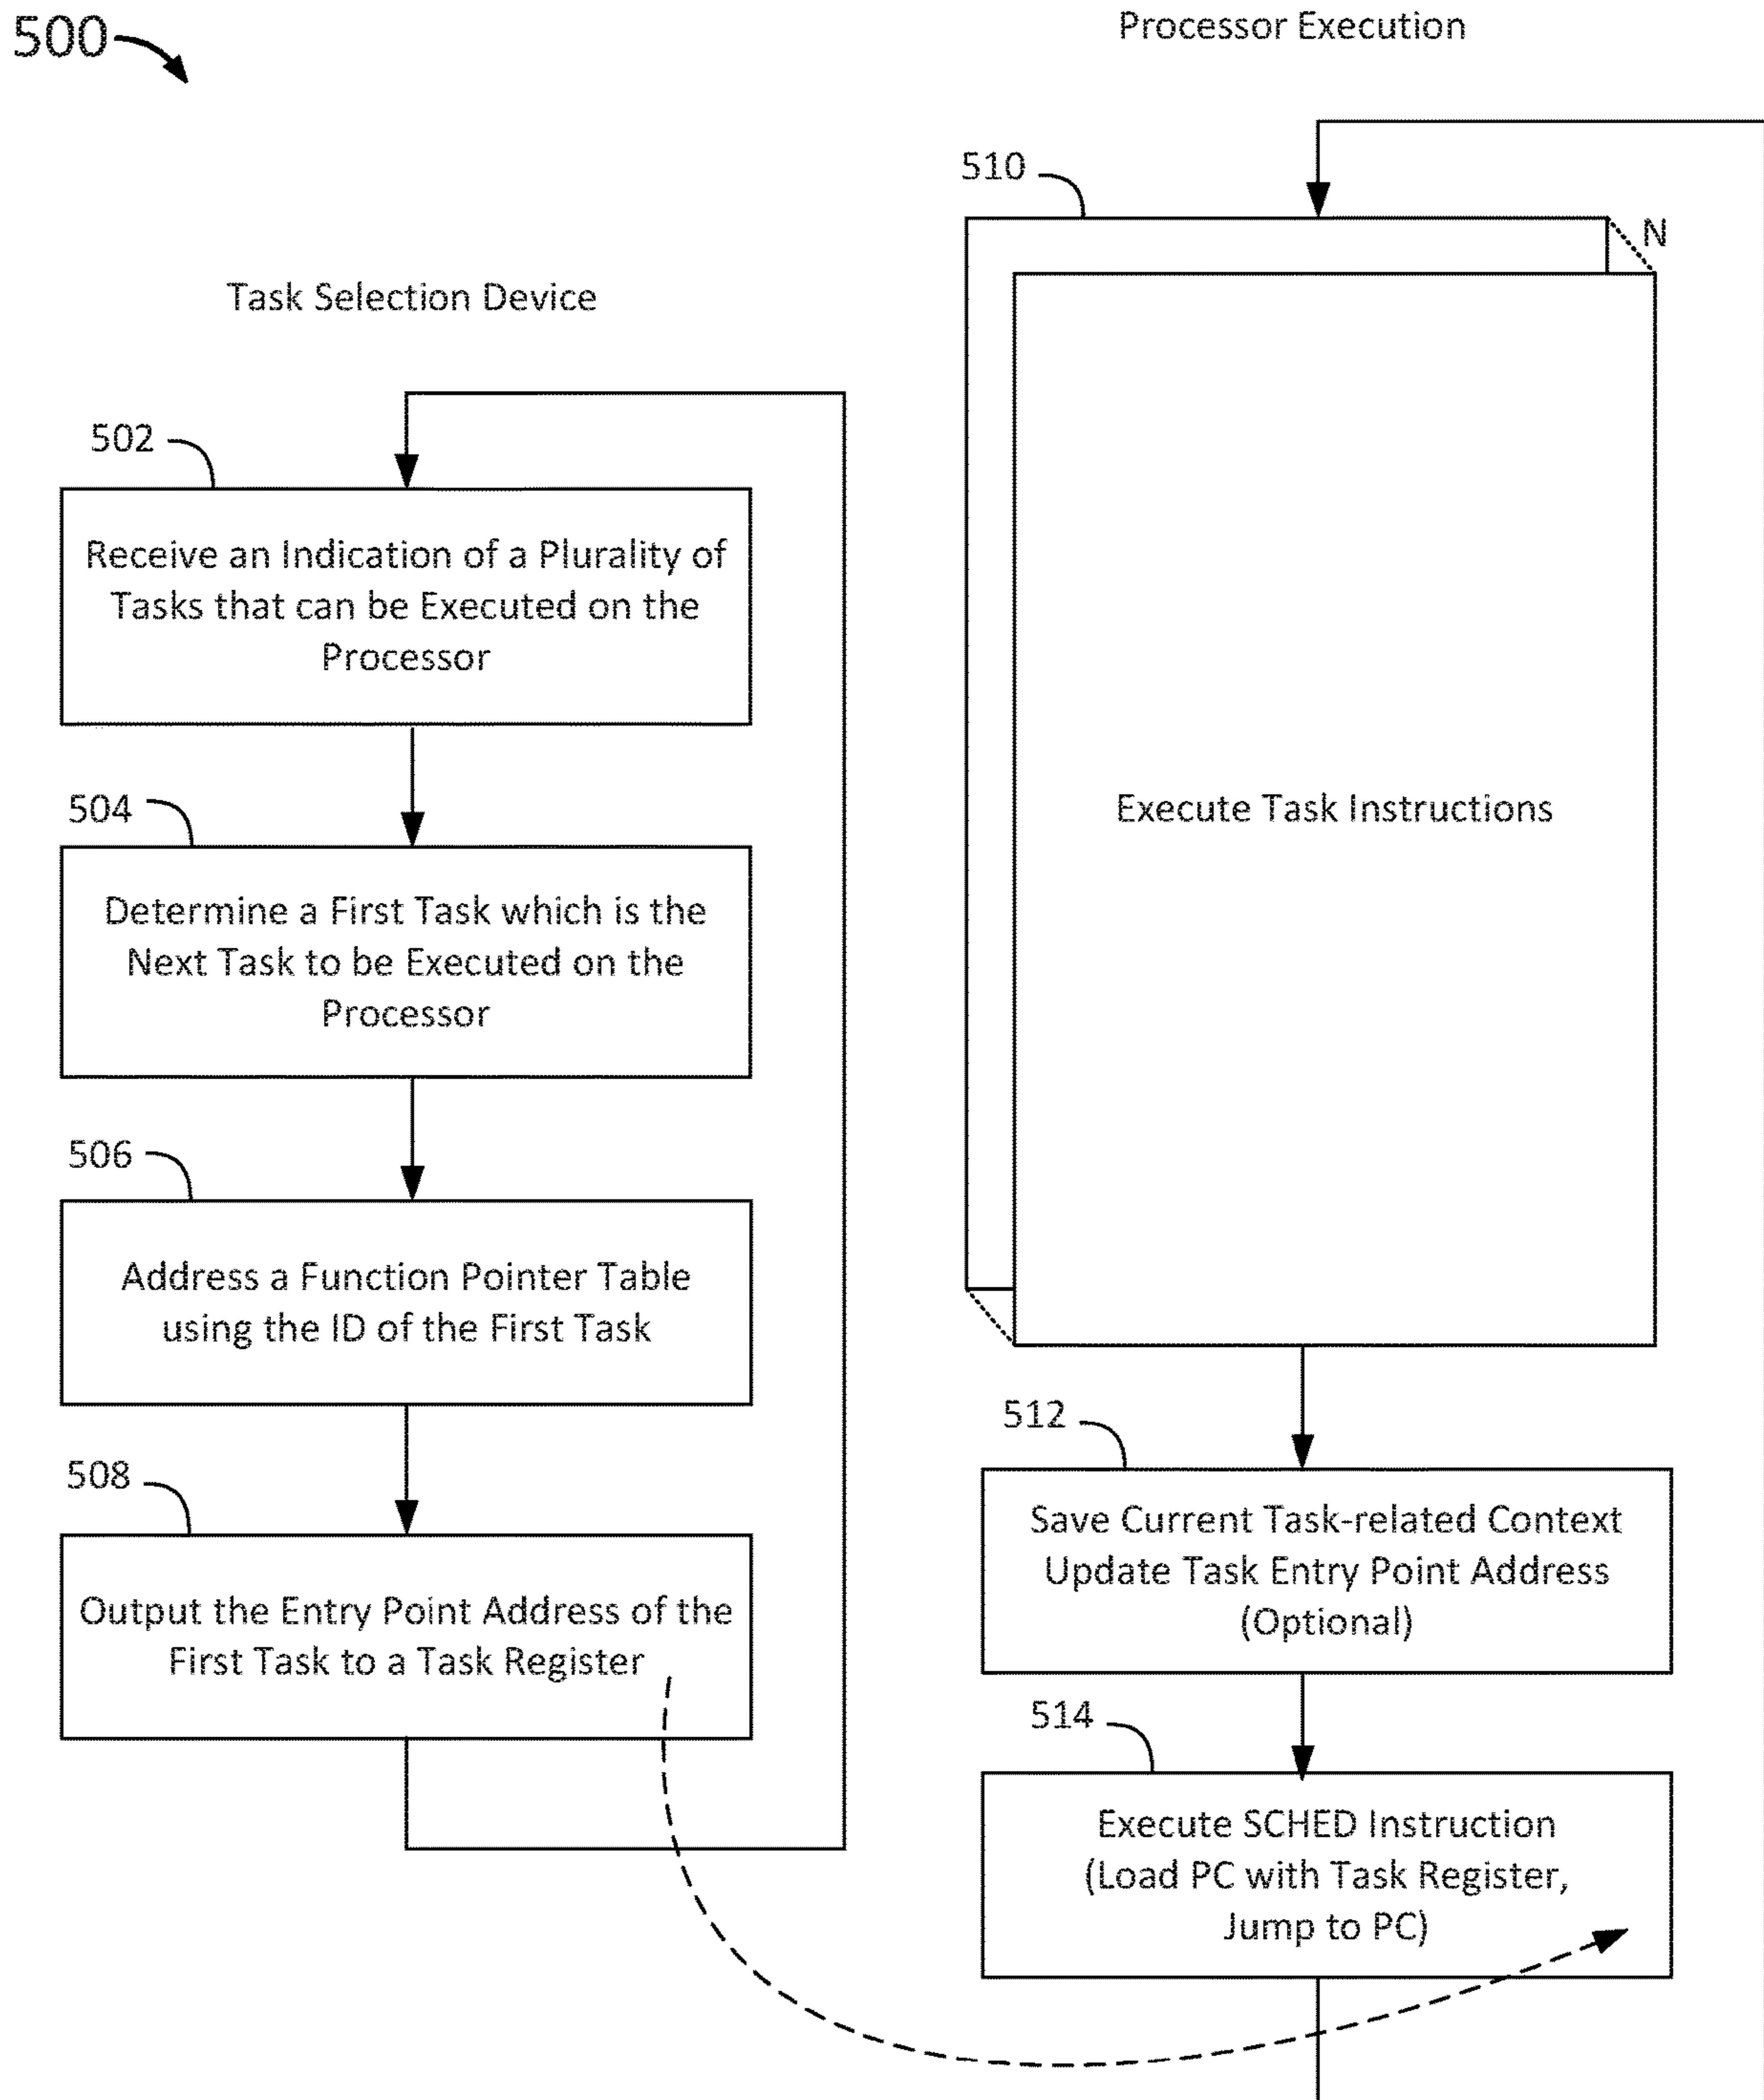 500
Processor Execution
510
N
Task Selection Device
502
Receive an Indication of a Plurality of
Tasks that can be Executed on the
Processor
504
Determine a First Task which is the
Next Task to be Executed on the
Processor
Execute Task Instructions
506
Address a Function Pointer Table
using the ID of the First Task
508
Output the Entry Point Address of the
First Task to a Task Register
512
Save Current Task-related Context
Update Task Entry Point Address
(Optional)
514
Execute SCHED Instruction
(Load PC with Task Register,
Jump to PC)